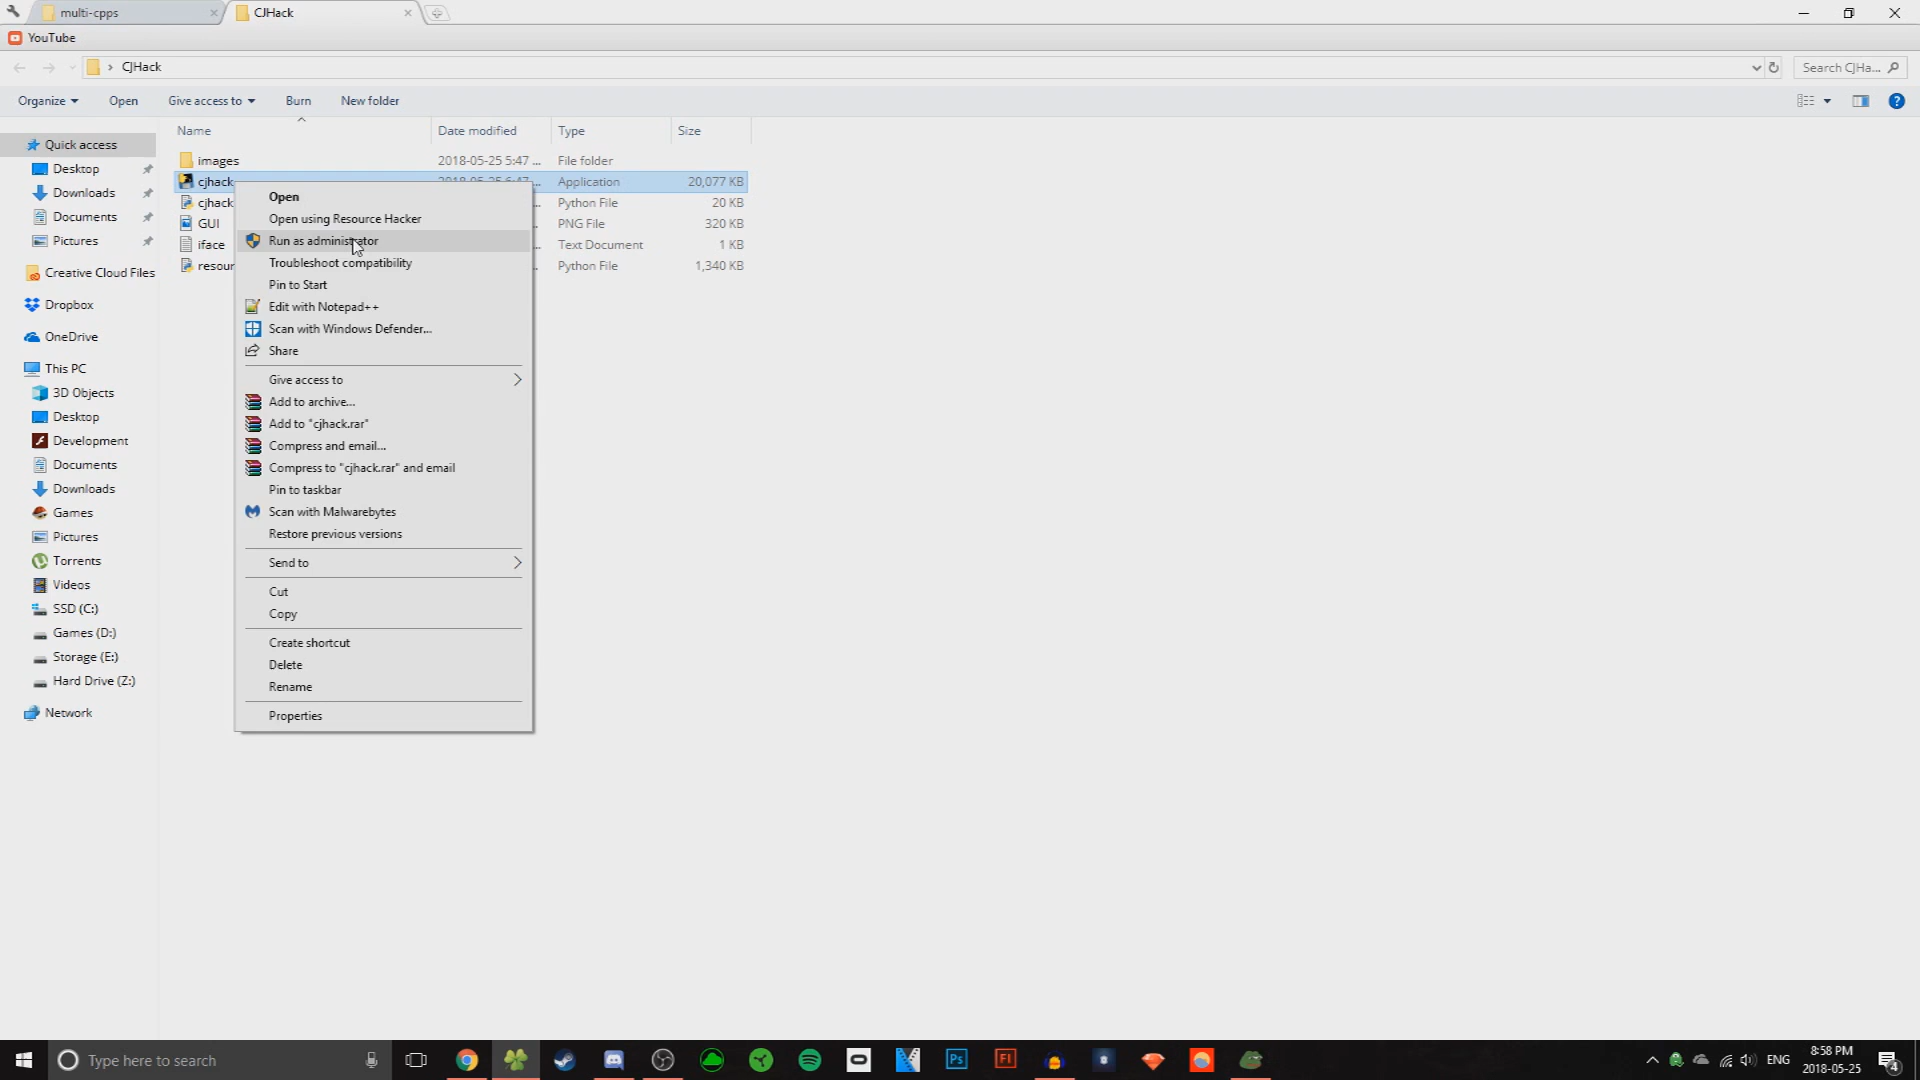 multi-cpps
CJHack
YouTube
CJHack
Search CJHa...
Organize
Open
Give access to
Burn
New folder
Name
Date modified
Type
Size
Quick access
Desktop
Downloads
Documents
Pictures
Creative Cloud Files
Dropbox
OneDrive
This PC
3D Objects
Desktop
Development
Documents
Downloads
Games
Pictures
Torrents
Videos
SSD (C:)
Games (D:)
Storage (E:)
Hard Drive (Z:)
Network
images 2018-05-25 5:47 ... File folder
cjhack Application 20,077 KB
cjhack Python File 20 KB
GUI PNG File 320 KB
iface Text Document 1 KB
resour Python File 1,340 KB
Open
Open using Resource Hacker
Run as administrator
Troubleshoot compatibility
Pin to Start
Edit with Notepad++
Scan with Windows Defender...
Share
Give access to
Add to archive...
Add to "cjhack.rar"
Compress and email...
Compress to "cjhack.rar" and email
Pin to taskbar
Scan with Malwarebytes
Restore previous versions
Send to
Cut
Copy
Create shortcut
Delete
Rename
Properties
Type here to search
Ps
Fl
ENG
8:58 PM
2018-05-25
4